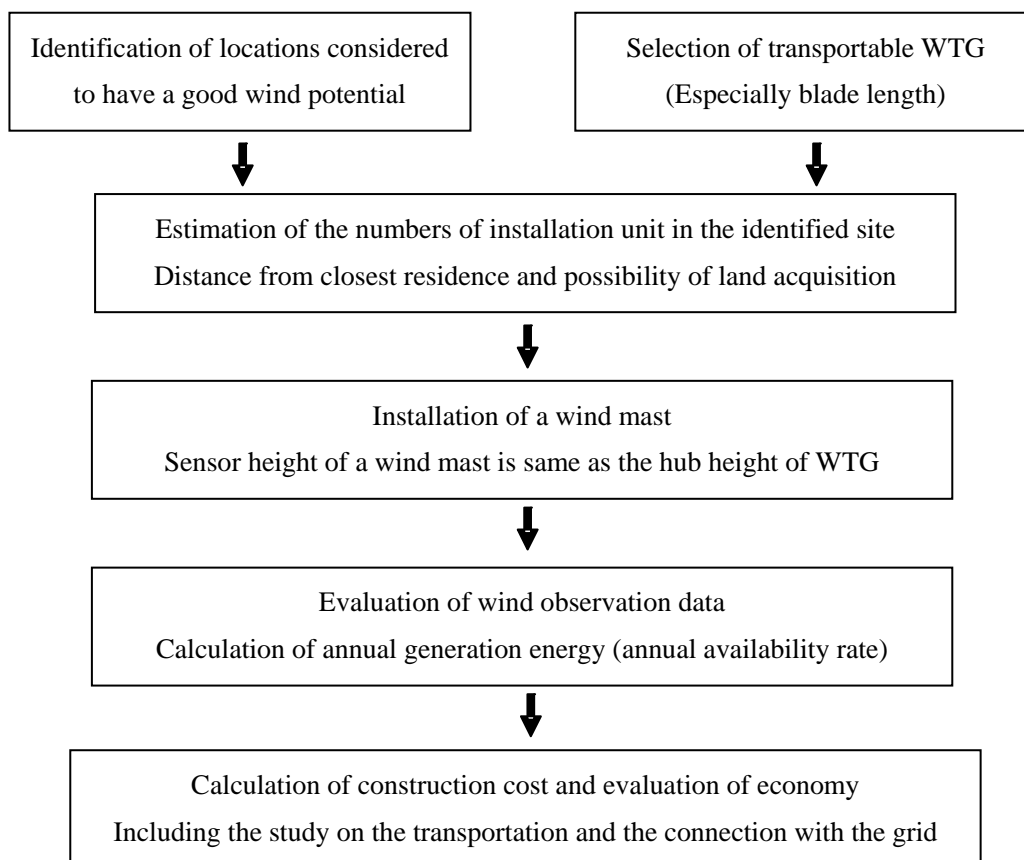 Identification of locations considered
to have a good wind potential
Selection of transportable WTG
(Especially blade length)
Estimation of the numbers of installation unit in the identified site
Distance from closest residence and possibility of land acquisition
Installation of a wind mast
Sensor height of a wind mast is same as the hub height of WTG
Evaluation of wind observation data
Calculation of annual generation energy (annual availability rate)
Calculation of construction cost and evaluation of economy
Including the study on the transportation and the connection with the grid